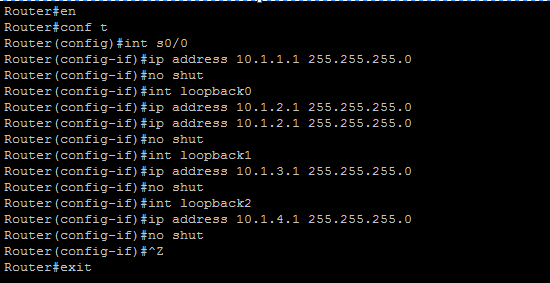 Router#en
Router#conf t
Router(config)#int s0/0
Router(config-if)#ip address 10.1.1.1 255.255.255.0
Router(config-if)#no shut
Router(config-if)#int loopback0
Router(config-if)#ip address 10.1.2.1 255.255.255.0
Router(config-if)#ip address 10.1.2.1 255.255.255.0
Router(config-if)#no shut
Router(config-if)#int loopback1
Router(config-if)#ip address 10.1.3.1 255.255.255.0
Router(config-if)#no shut
Router(config-if)#int loopback2
Router(config-if)#ip address 10.1.4.1 255.255.255.0
Router(config-if)#no shut
Router(config-if)#^Z
Router#exit